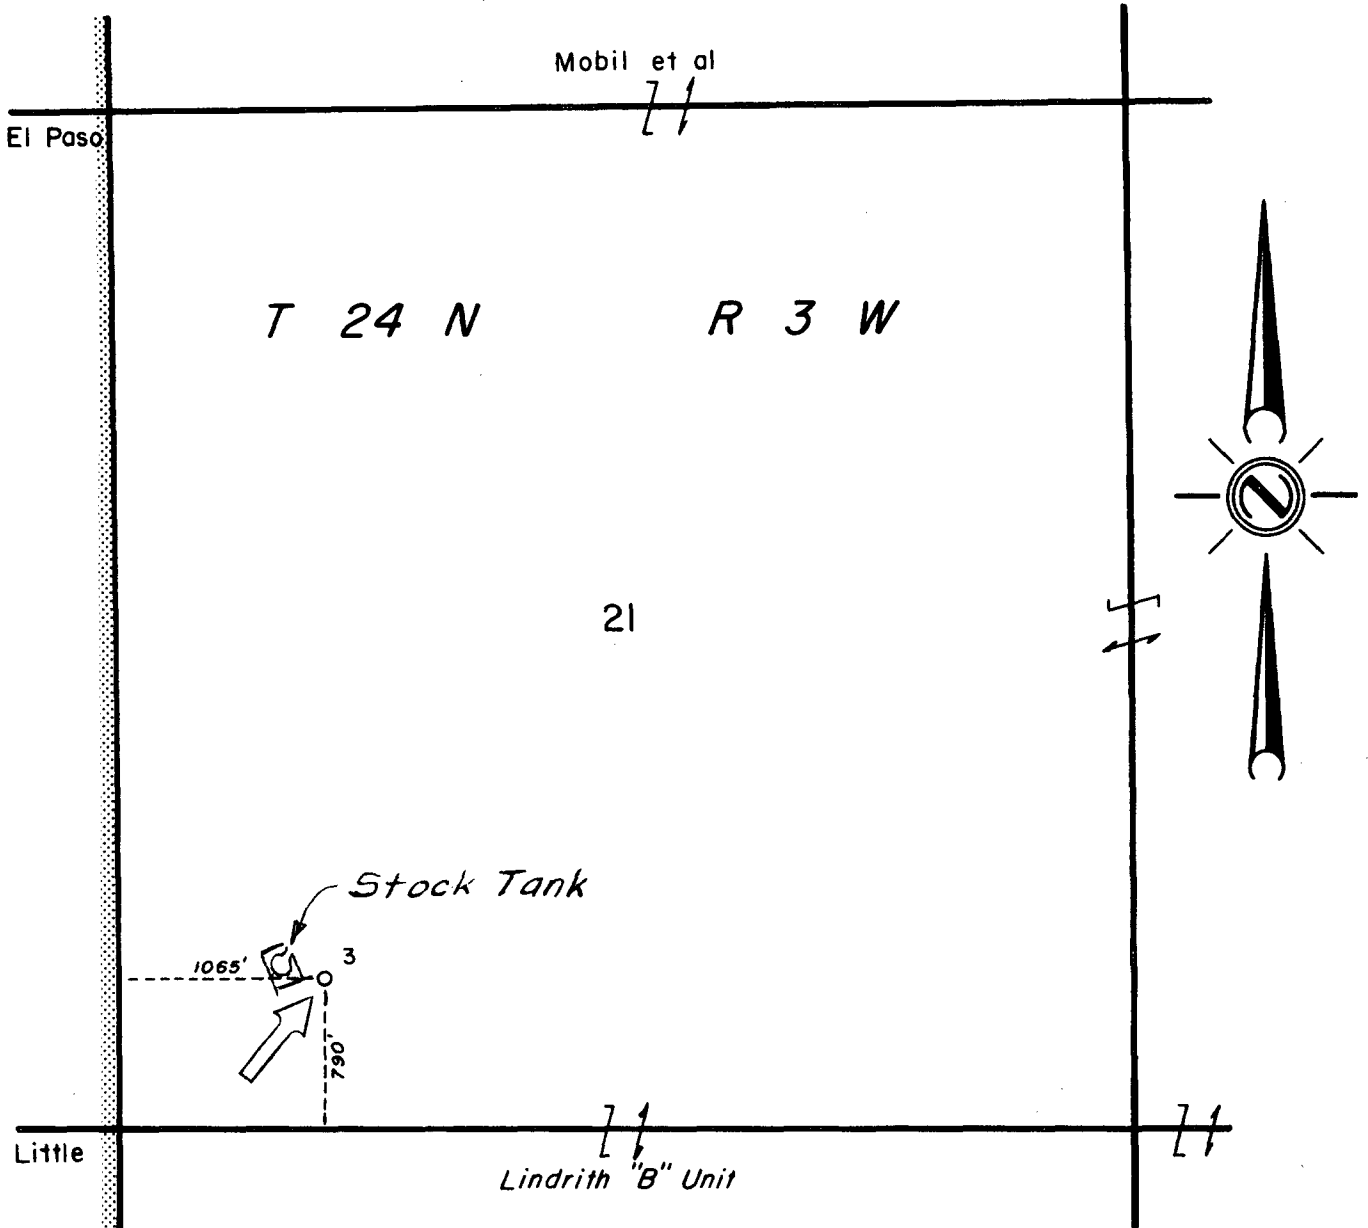 Mobil et al
El Paso
T 24 N R 3 W
N
21
Stock Tank
3
1065'
790'
Little
Lindrith "B" Unit